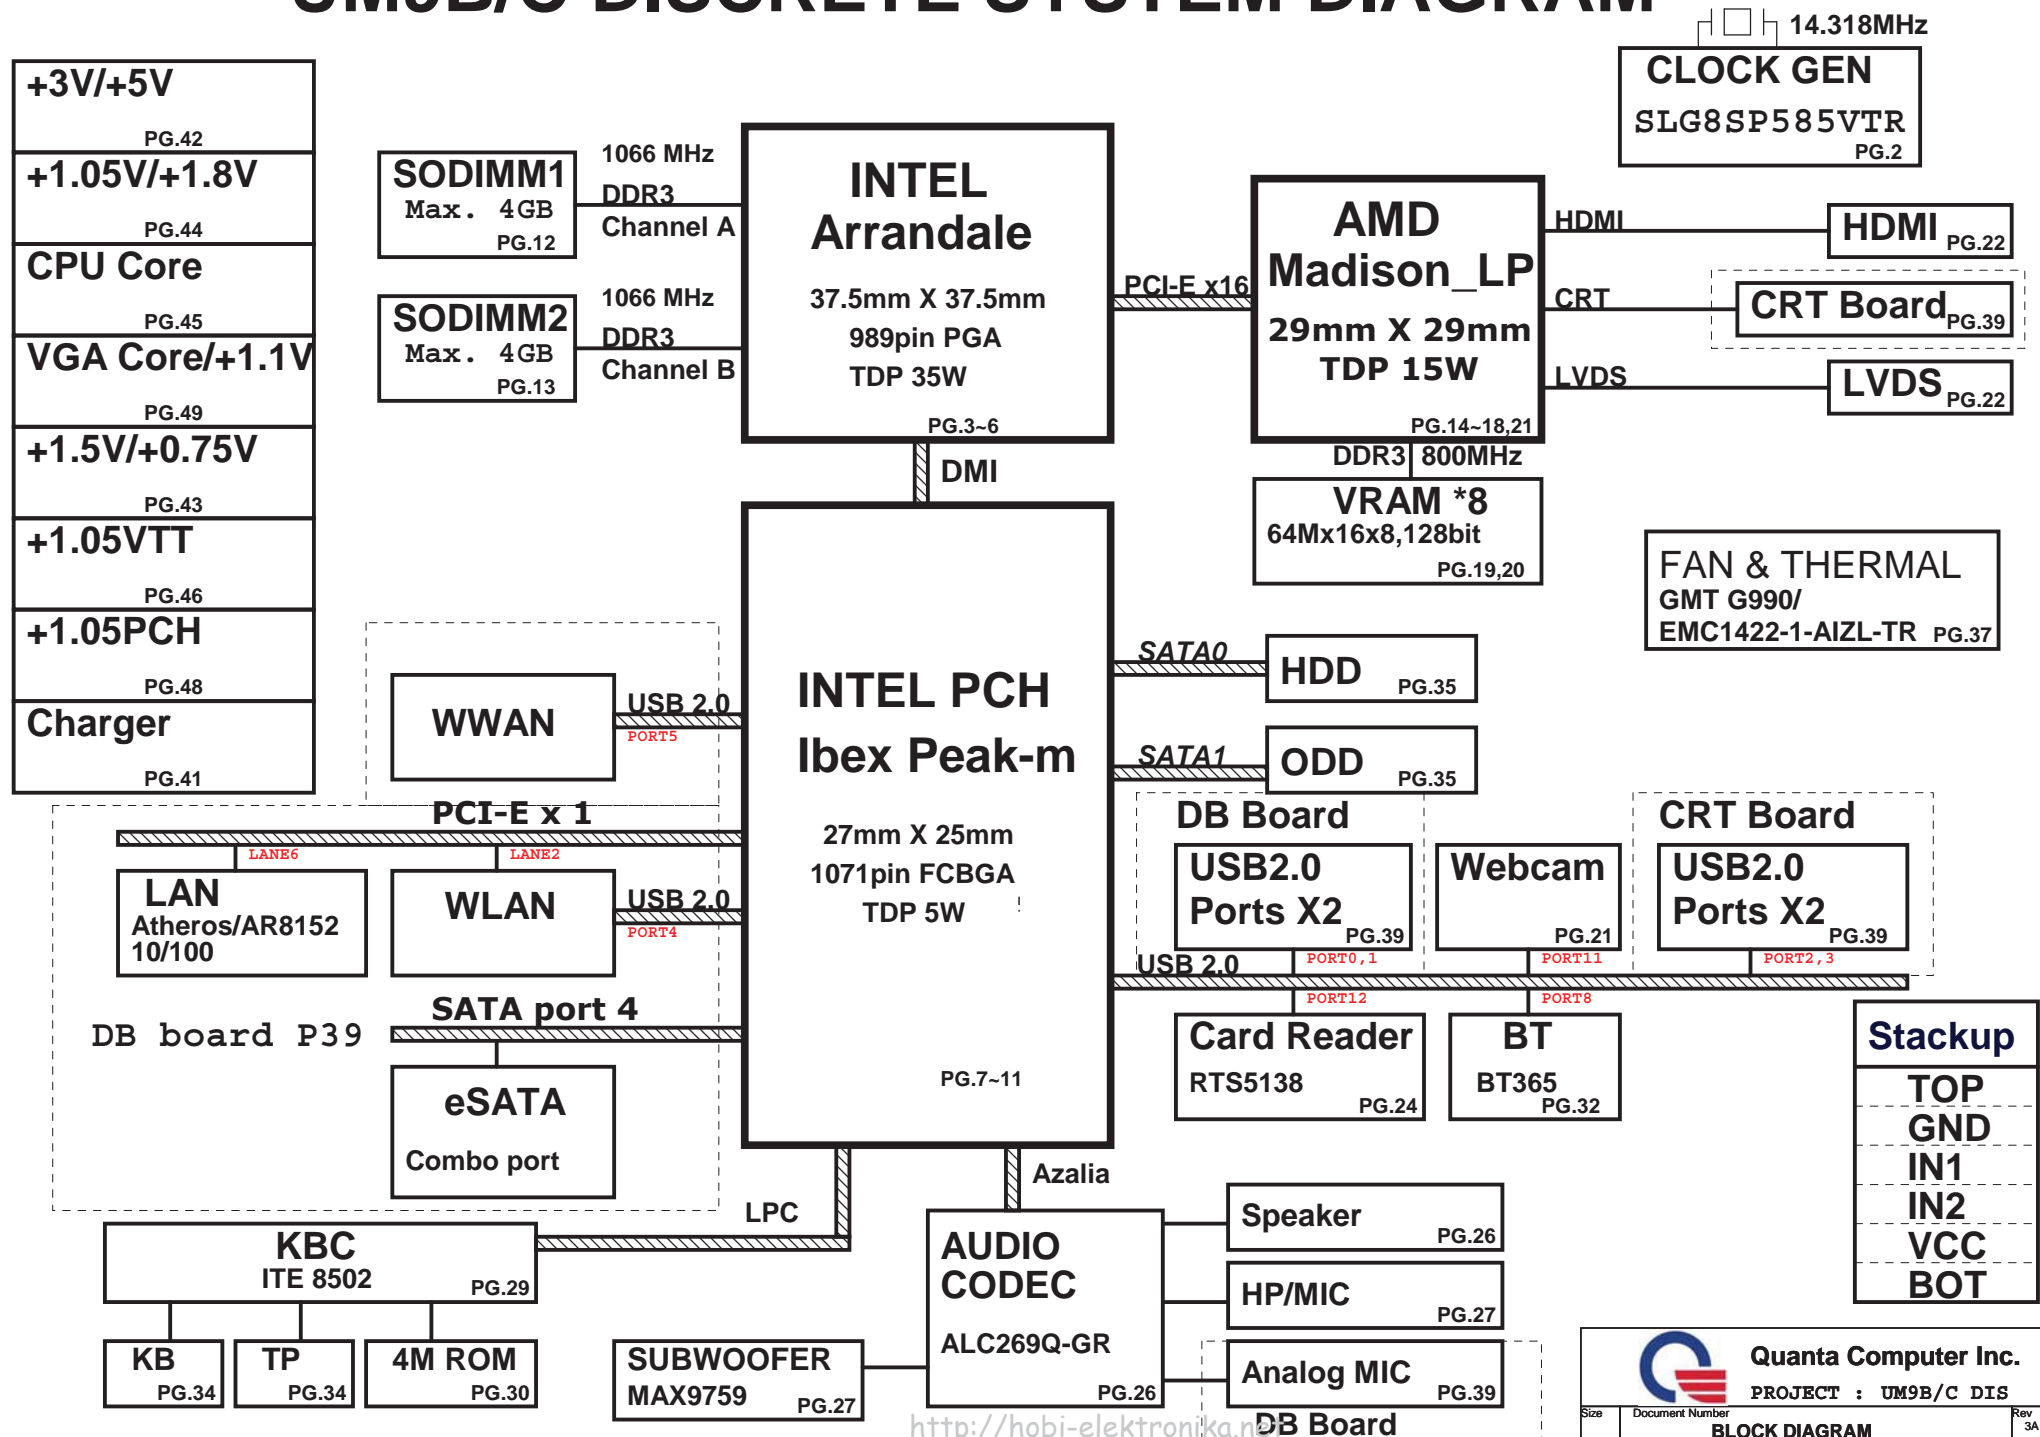 UM9B/C DISCRETE SYSTEM DIAGRAM
14.318MHz
CLOCK GEN
SLG8SP585VTR
PG.2
+3V/+5V
PG.42
+1.05V/+1.8V
PG.44
CPU Core
PG.45
VGA Core/+1.1V
PG.49
+1.5V/+0.75V
PG.43
+1.05VTT
PG.46
+1.05PCH
PG.48
Charger
PG.41
SODIMM1
Max. 4GB
PG.12
1066 MHz
DDR3
Channel A
SODIMM2
Max. 4GB
PG.13
1066 MHz
DDR3
Channel B
INTEL
Arrandale
37.5mm X 37.5mm
989pin PGA
TDP 35W
PG.3~6
PCI-E x16
AMD
Madison_LP
29mm X 29mm
TDP 15W
PG.14~18,21
HDMI
HDMI PG.22
CRT
CRT Board PG.39
LVDS
LVDS PG.22
DMI
DDR3 800MHz
VRAM *8
64Mx16x8,128bit
PG.19,20
FAN & THERMAL
GMT G990/
EMC1422-1-AIZL-TR PG.37
INTEL PCH
Ibex Peak-m
27mm X 25mm
1071pin FCBGA
TDP 5W
PG.7~11
WWAN
USB 2.0
PORT5
SATA0
HDD PG.35
SATA1
ODD PG.35
PCI-E x 1
LANE6
LANE2
LAN
Atheros/AR8152
10/100
WLAN
USB 2.0
PORT4
SATA port 4
DB board P39
eSATA
Combo port
DB Board
USB2.0
Ports X2
PG.39
Webcam
PG.21
CRT Board
USB2.0
Ports X2
PG.39
USB 2.0
PORT0,1
PORT11
PORT2,3
PORT12
PORT8
Card Reader
RTS5138
PG.24
BT
BT365
PG.32
Stackup
TOP
GND
IN1
IN2
VCC
BOT
LPC
Azalia
KBC
ITE 8502
PG.29
KB
PG.34
TP
PG.34
4M ROM
PG.30
SUBWOOFER
MAX9759
PG.27
AUDIO
CODEC
ALC269Q-GR
PG.26
Speaker
PG.26
HP/MIC
PG.27
Analog MIC
PG.39
DB Board
http://hobi-elektronika.net
Quanta Computer Inc.
PROJECT : UM9B/C DIS
Size
Document Number
Rev
BLOCK DIAGRAM
3A